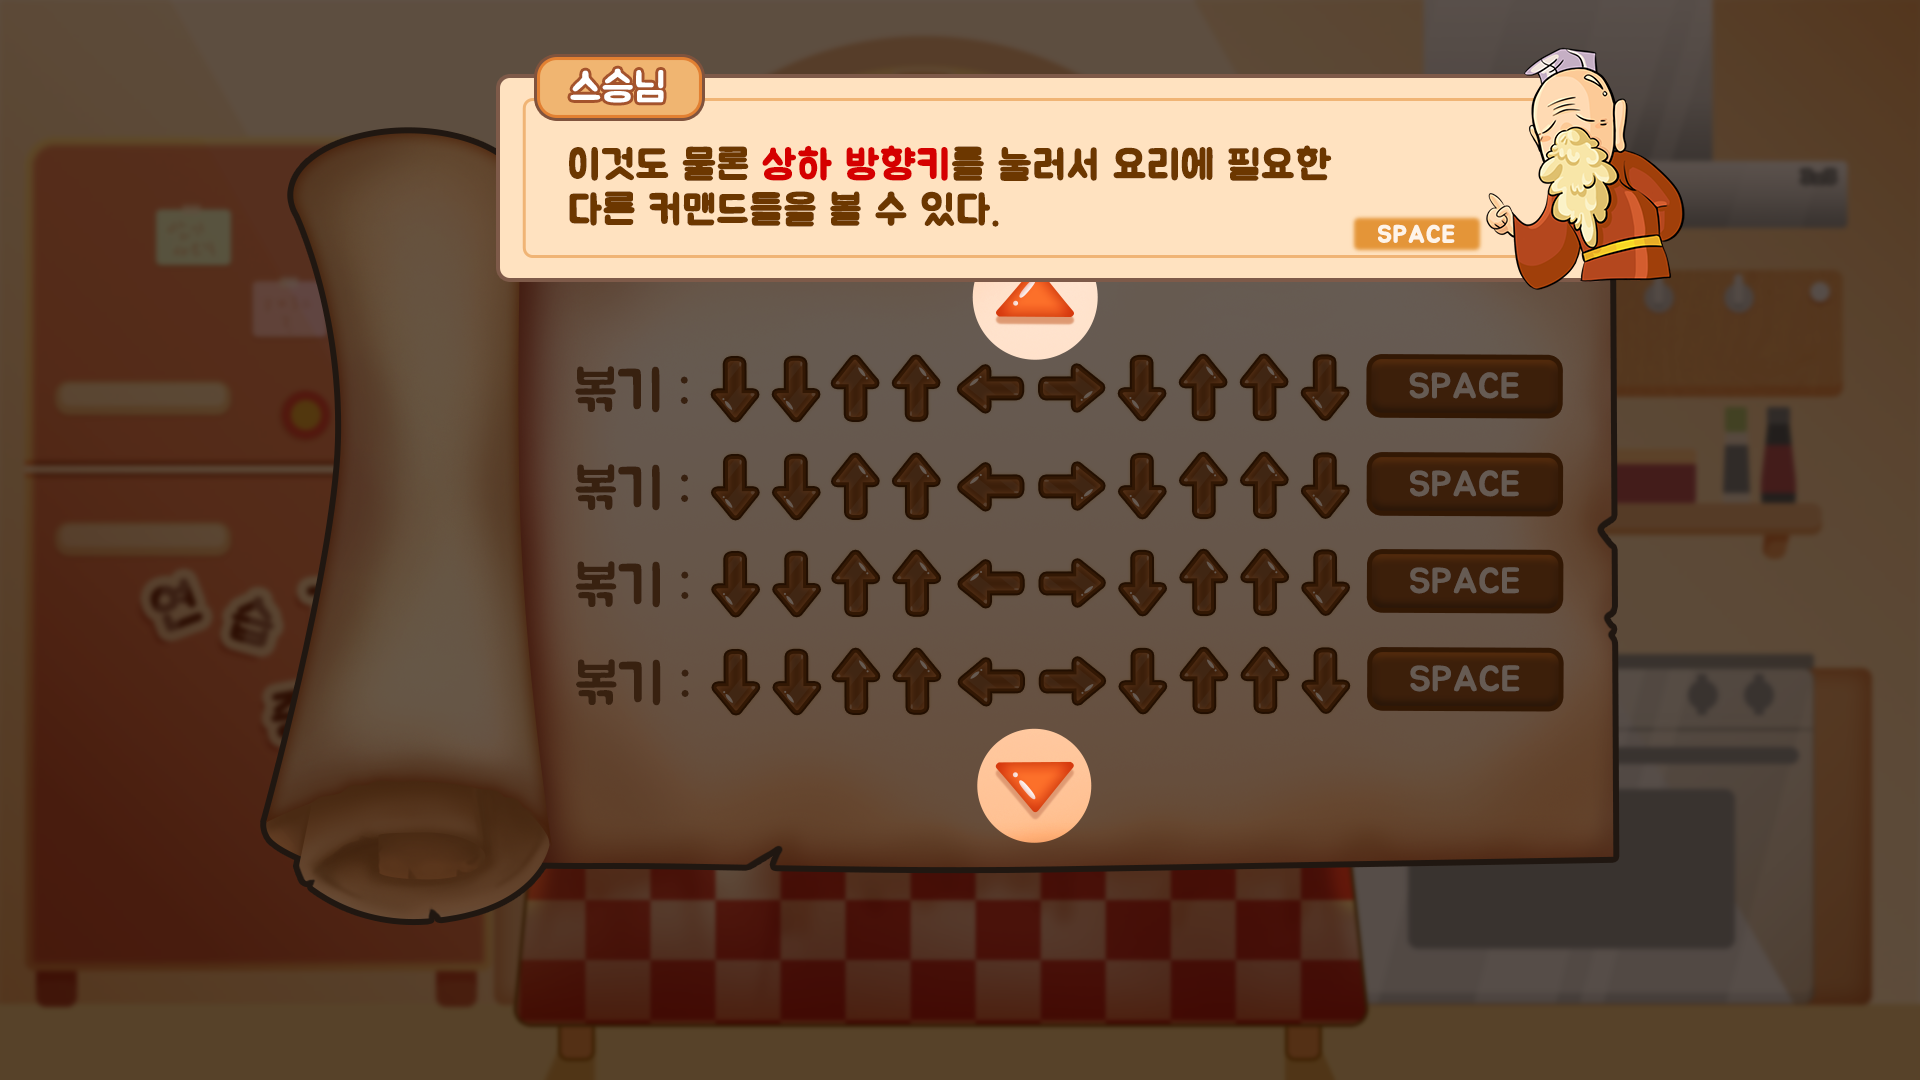 스승님
이것도 물론 상하 방향키를 눌러서 요리에 필요한
다른 커맨드들을 볼 수 있다.
SPACE
볶기 : ↓ ↓ ↑ ↑ ← → ↓ ↑ ↑ ↓ SPACE
볶기 : ↓ ↓ ↑ ↑ ← → ↓ ↑ ↑ ↓ SPACE
볶기 : ↓ ↓ ↑ ↑ ← → ↓ ↑ ↑ ↓ SPACE
볶기 : ↓ ↓ ↑ ↑ ← → ↓ ↑ ↑ ↓ SPACE